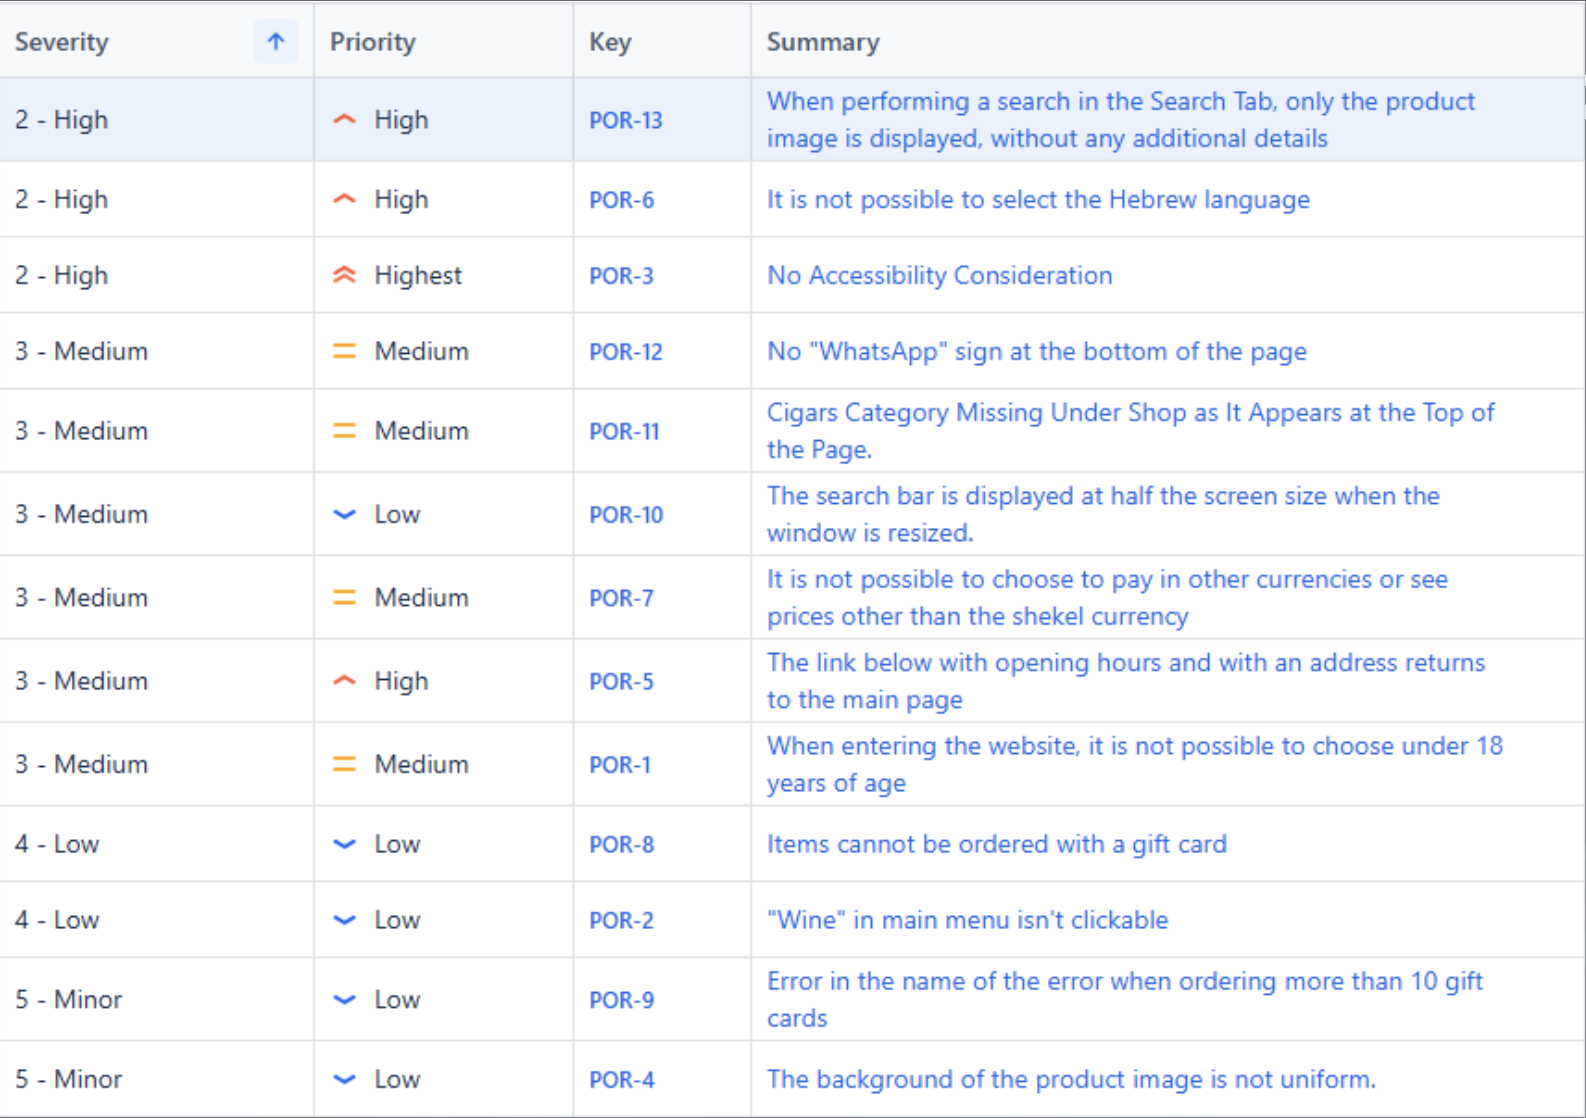 Severity Priority Key Summary
2 - High High POR-13 When performing a search in the Search Tab, only the product
image is displayed, without any additional details
2 - High High POR-6 It is not possible to select the Hebrew language
2 - High Highest POR-3 No Accessibility Consideration
3 - Medium Medium POR-12 No "WhatsApp" sign at the bottom of the page
3 - Medium Medium POR-11 Cigars Category Missing Under Shop as It Appears at the Top of
the Page.
3 - Medium Low POR-10 The search bar is displayed at half the screen size when the
window is resized.
3 - Medium Medium POR-7 It is not possible to choose to pay in other currencies or see
prices other than the shekel currency
3 - Medium High POR-5 The link below with opening hours and with an address returns
to the main page
3 - Medium Medium POR-1 When entering the website, it is not possible to choose under 18
years of age
4 - Low Low POR-8 Items cannot be ordered with a gift card
4 - Low Low POR-2 "Wine" in main menu isn't clickable
5 - Minor Low POR-9 Error in the name of the error when ordering more than 10 gift
cards
5 - Minor Low POR-4 The background of the product image is not uniform.